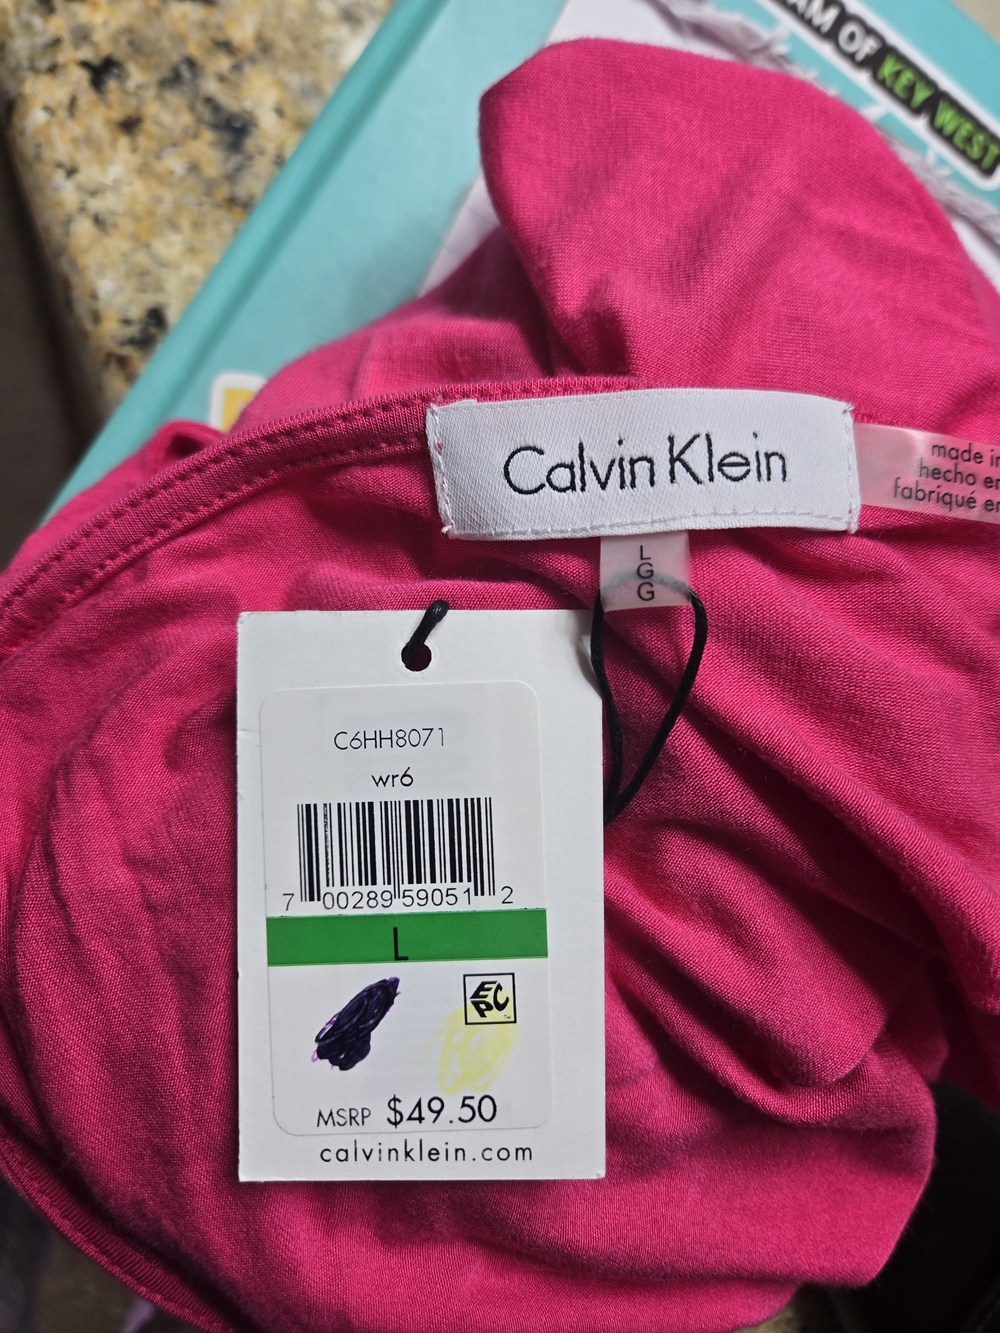 AM OF KEY WEST
Calvin Klein
made in
hecho en
fabriqué en
L
G
G
C6HH8071
wr6
7 00289 59051 2
L
EPC
MSRP $49.50
calvinklein.com